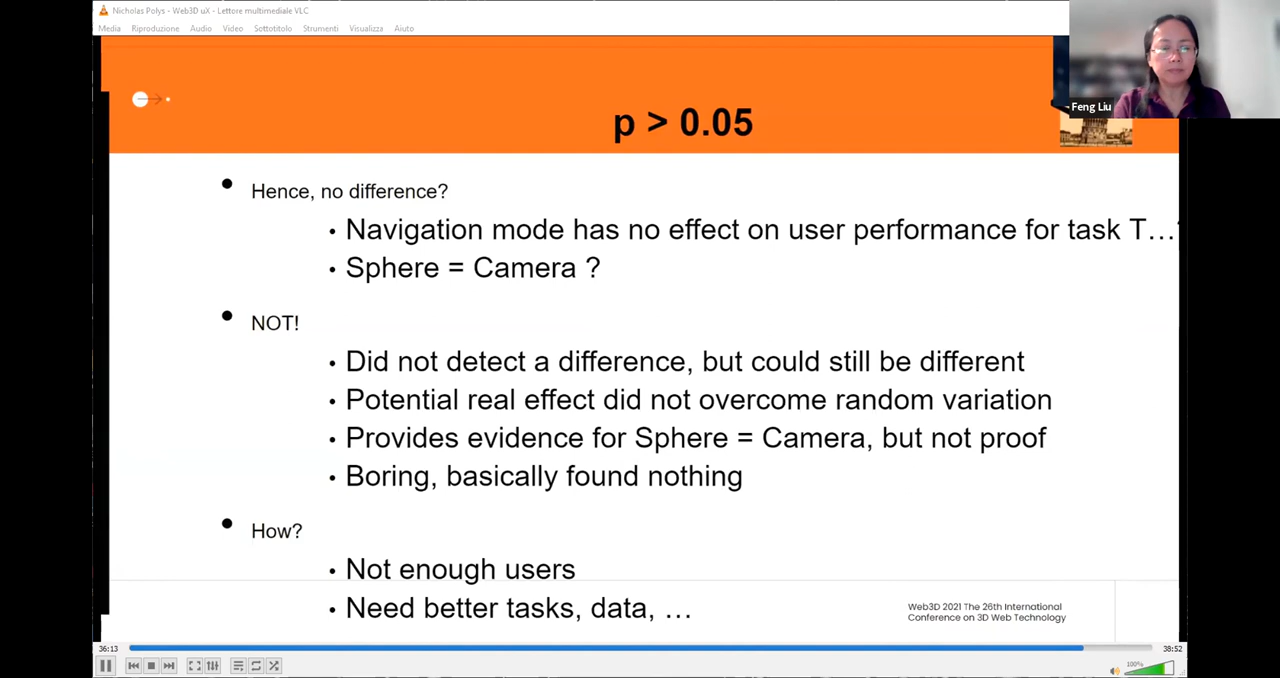 Nicholas Polys - Web3D uX - Lettore multimediale VLC
Media Riproduzione Audio Video Sottotitolo Strumenti Visualizza Aiuto
Feng Liu
p > 0.05
• Hence, no difference?
• Navigation mode has no effect on user performance for task T…?
• Sphere = Camera ?
• NOT!
• Did not detect a difference, but could still be different
• Potential real effect did not overcome random variation
• Provides evidence for Sphere = Camera, but not proof
• Boring, basically found nothing
• How?
• Not enough users
• Need better tasks, data, …
Web3D 2021 The 26th International
Conference on 3D Web Technology
36:13
38:52
100%